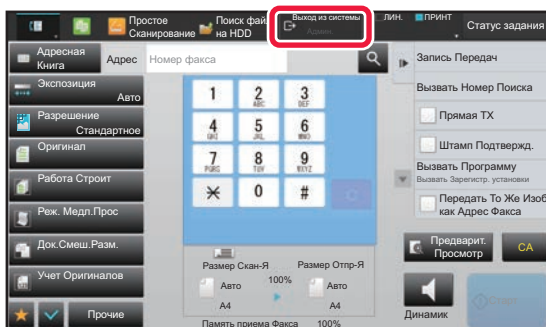 Простое
Сканирование
Поиск фай
на HDD
Выход из системы
Админ.
ЛИН.
ПРИНТ
Статус задания
Адресная
Книга
Адрес
Номер факса
Экспозиция
Авто
Разрешение
Стандартное
Оригинал
Работа Строит
Реж. Медл.Прос
Док.Смеш.Разм.
Учет Оригиналов
Прочие
1
2
ABC
3
DEF
4
GHI
5
JKL
6
MNO
7
PQRS
8
TUV
9
WXYZ
0
#
Размер Скан-Я
Размер Отпр-Я
Авто
100%
Авто
A4
A4
Память приема Факса 100%
Запись Передач
Вызвать Номер Поиска
Прямая TX
Штамп Подтвержд.
Вызвать Программу
Вызвать Зарегистр. установки
Передать То Же Изоб
как Адрес Факса
Предварит.
Просмотр
CA
Динамик
Старт